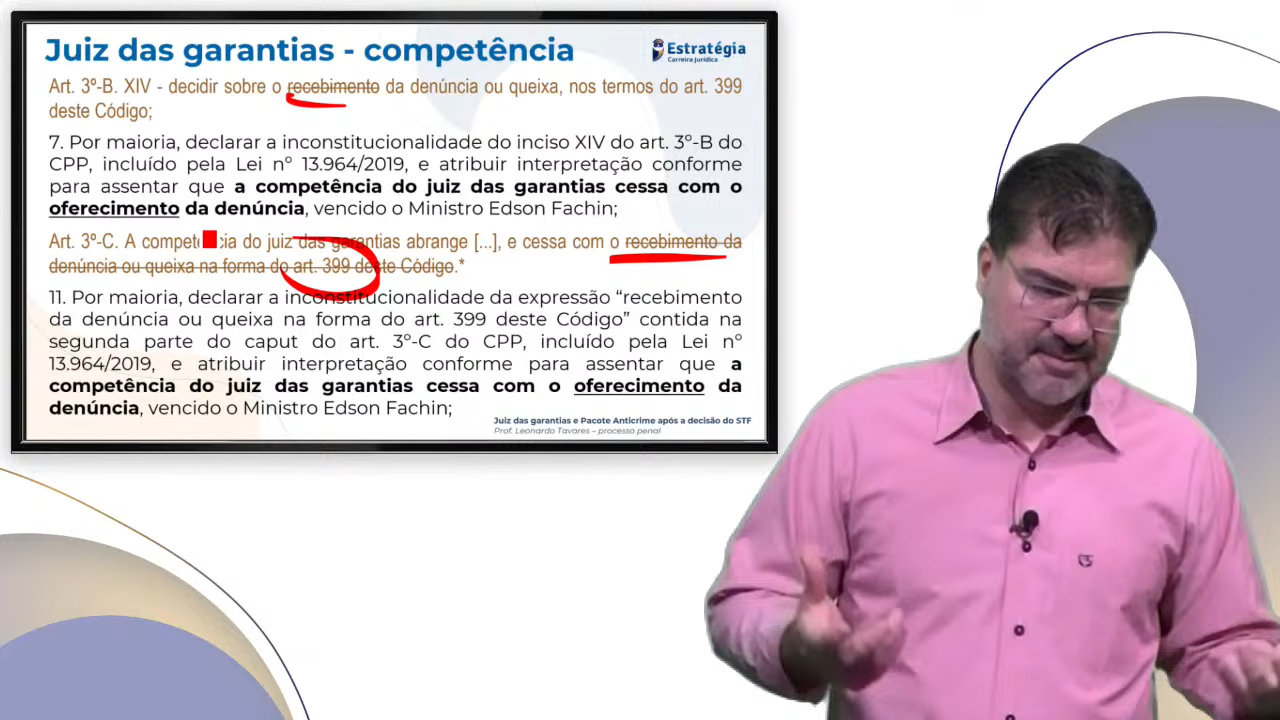 Juiz das garantias - competência
Estratégia
Carreira Jurídica
Art. 3º-B. XIV - decidir sobre o recebimento da denúncia ou queixa, nos termos do art. 399
deste Código;
7. Por maioria, declarar a inconstitucionalidade do inciso XIV do art. 3º-B do
CPP, incluído pela Lei nº 13.964/2019, e atribuir interpretação conforme
para assentar que a competência do juiz das garantias cessa com o
oferecimento da denúncia, vencido o Ministro Edson Fachin;
Art. 3º-C. A competência do juiz das garantias abrange [...], e cessa com o recebimento da
denúncia ou queixa na forma do art. 399 deste Código.*
11. Por maioria, declarar a inconstitucionalidade da expressão “recebimento
da denúncia ou queixa na forma do art. 399 deste Código” contida na
segunda parte do caput do art. 3º-C do CPP, incluído pela Lei nº
13.964/2019, e atribuir interpretação conforme para assentar que a
competência do juiz das garantias cessa com o oferecimento da
denúncia, vencido o Ministro Edson Fachin;
Juiz das garantias e Pacote Anticrime após a decisão do STF
Prof. Leonardo Tavares – processo penal